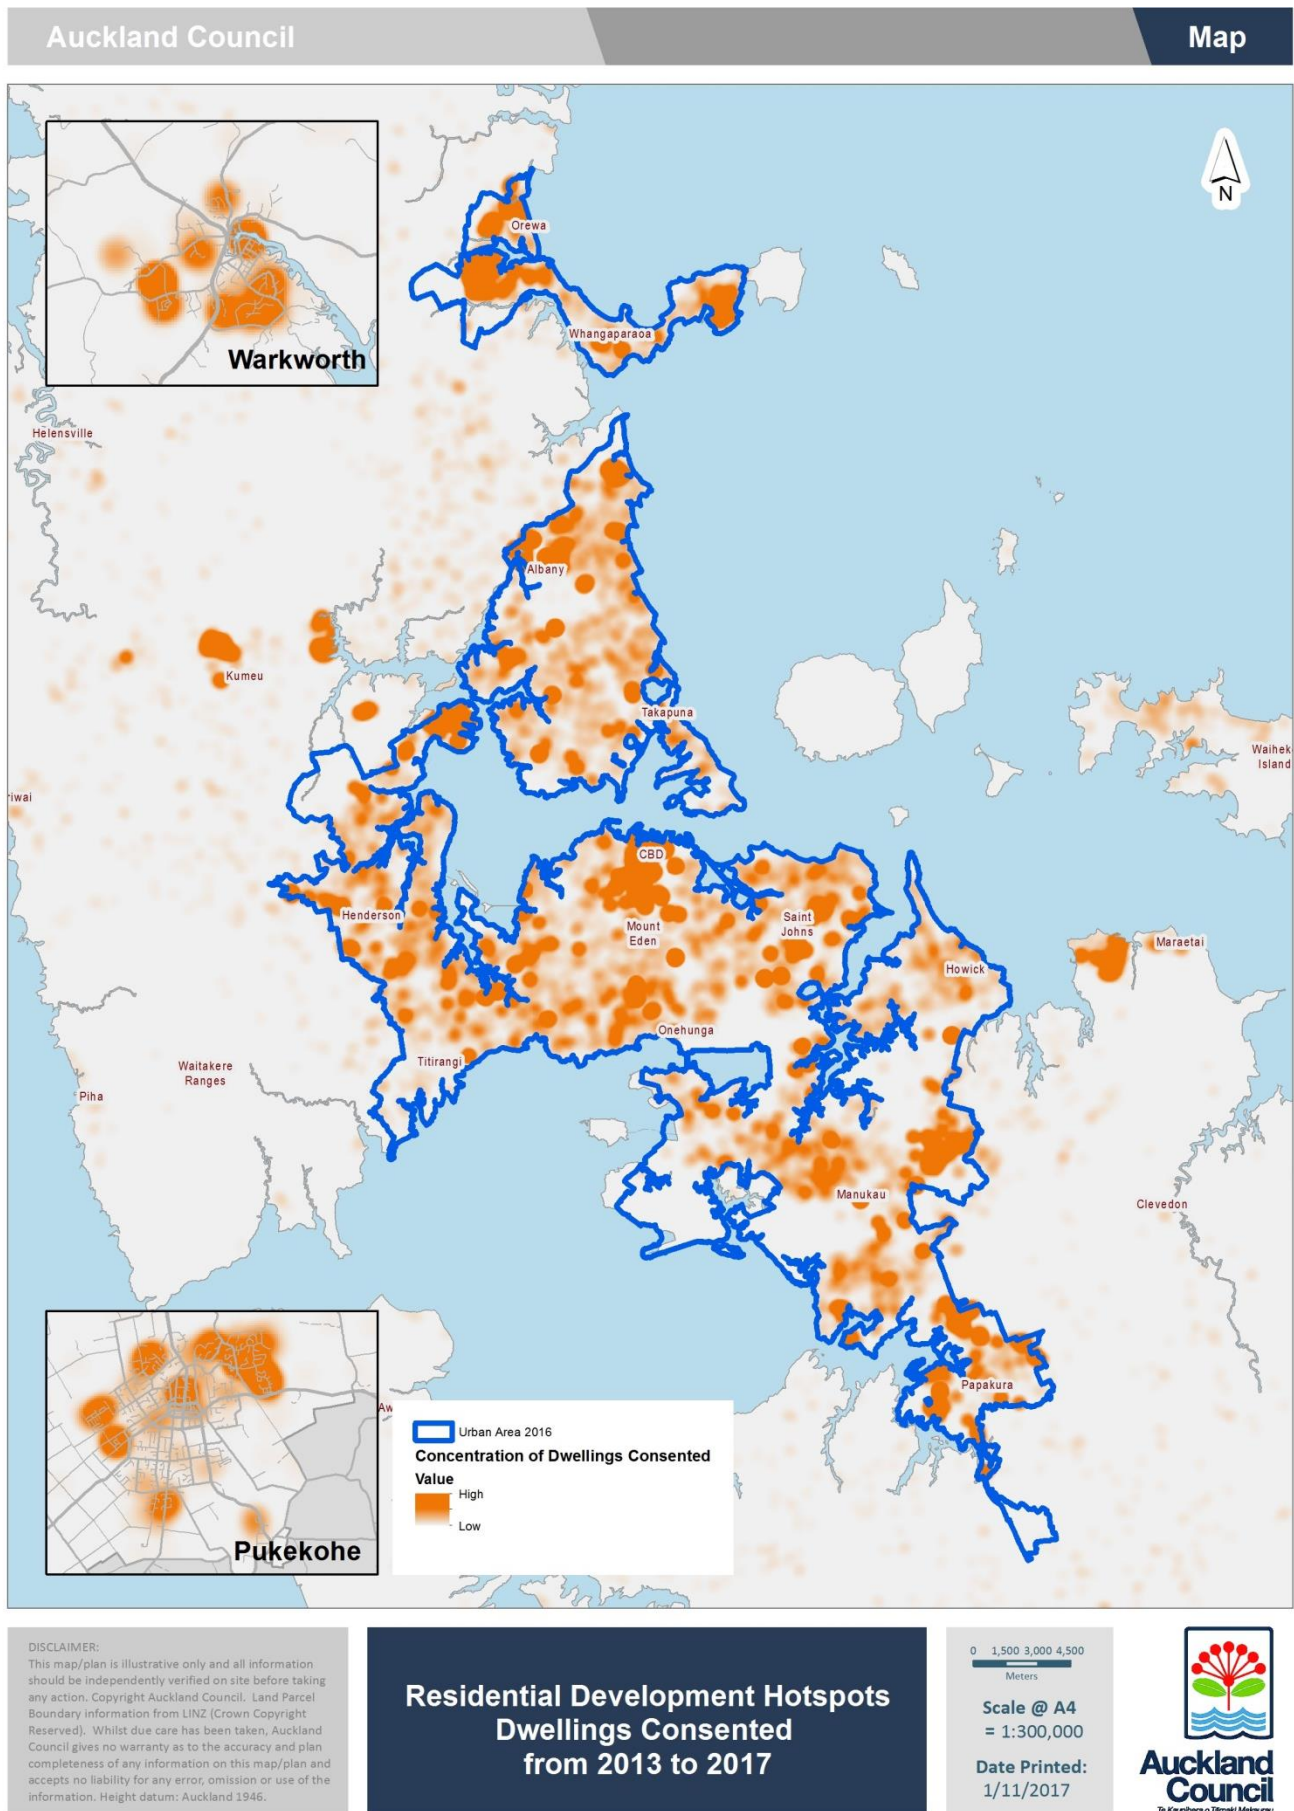 Auckland Council
Map
N
Orewa
Whangaparaoa
Warkworth
Helensville
Albany
Kumeu
Takapuna
Waihek
Island
riwai
CBD
Henderson
Mount
Eden
Saint
Johns
Howick
Maraetai
Onehunga
Titirangi
Waitakere
Ranges
Piha
Manukau
Clevedon
Papakura
Aw
Pukekohe
Urban Area 2016
Concentration of Dwellings Consented
Value
High
Low
DISCLAIMER:
This map/plan is illustrative only and all information
should be independently verified on site before taking
any action. Copyright Auckland Council. Land Parcel
Boundary information from LINZ (Crown Copyright
Reserved). Whilst due care has been taken, Auckland
Council gives no warranty as to the accuracy and plan
completeness of any information on this map/plan and
accepts no liability for any error, omission or use of the
information. Height datum: Auckland 1946.
Residential Development Hotspots
Dwellings Consented
from 2013 to 2017
0 1,500 3,000 4,500
Meters
Scale @ A4
= 1:300,000
Date Printed:
1/11/2017
Auckland
Council
Te Kaunihera o Tāmaki Makaurau